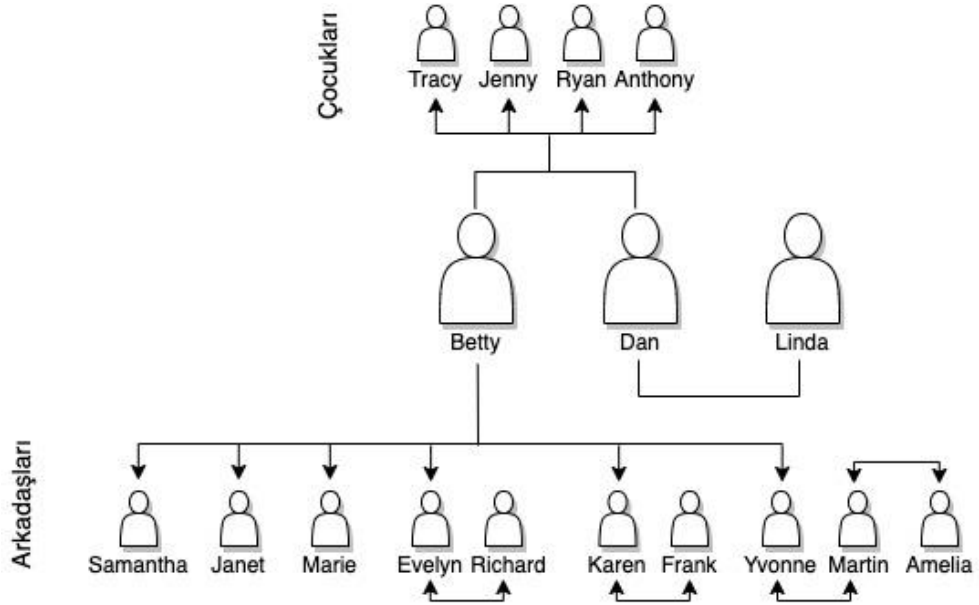 Çocukları
Tracy Jenny Ryan Anthony
Betty Dan Linda
Arkadaşları
Samantha Janet Marie Evelyn Richard Karen Frank Yvonne Martin Amelia